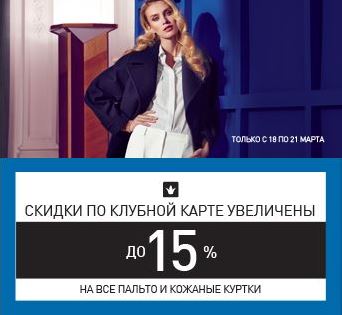 ТОЛЬКО С 18 ПО 21 МАРТА
СКИДКИ ПО КЛУБНОЙ КАРТЕ УВЕЛИЧЕНЫ
ДО 15 %
НА ВСЕ ПАЛЬТО И КОЖАНЫЕ КУРТКИ